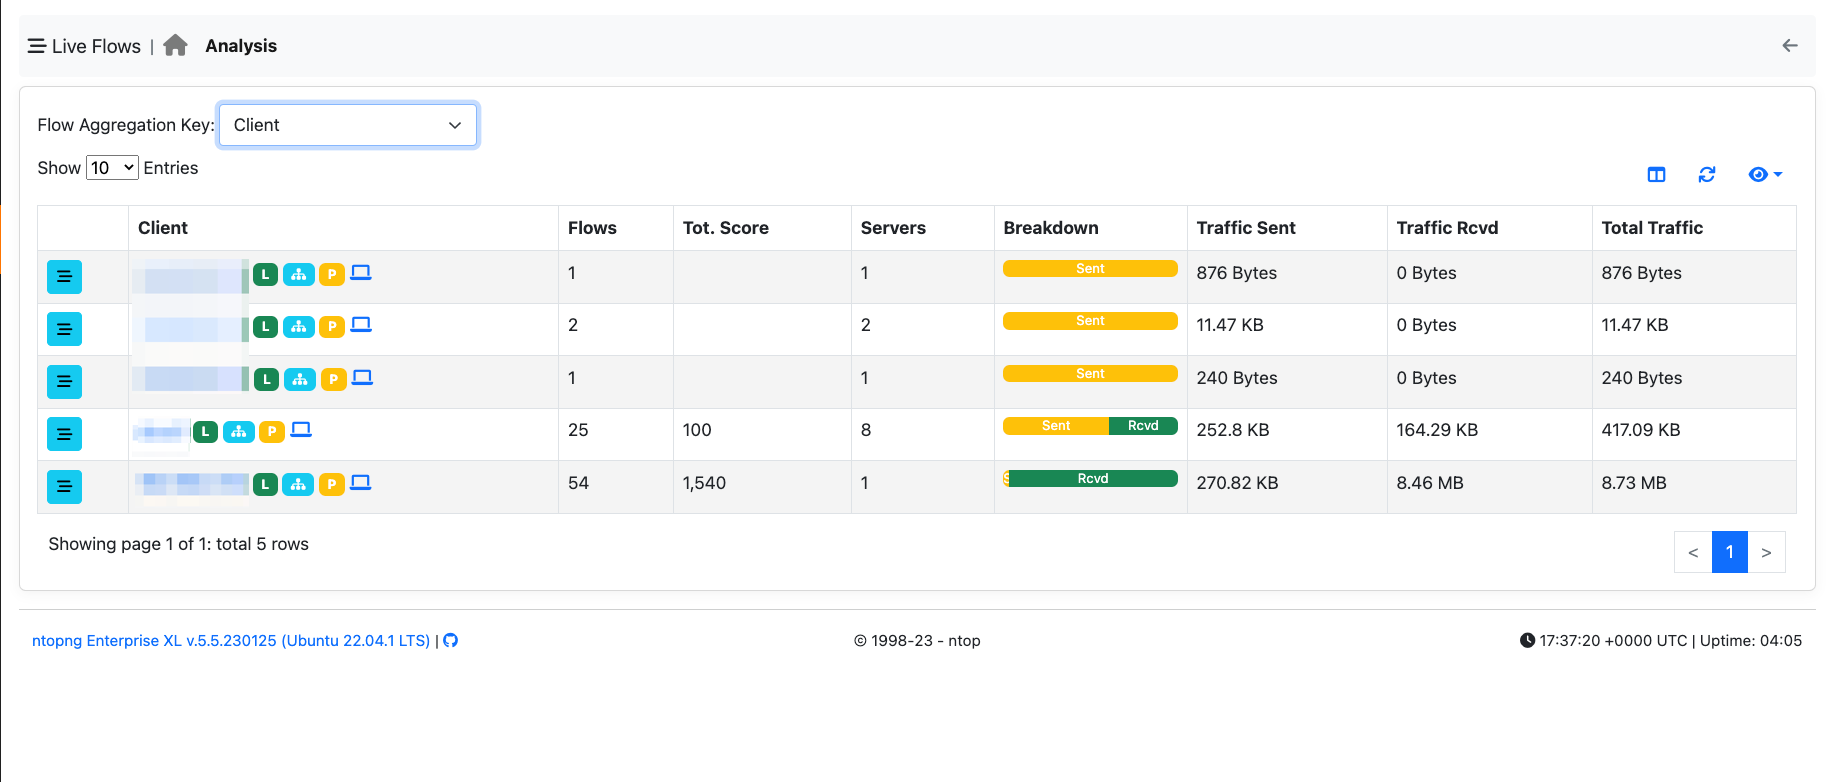 Live Flows | Analysis
Flow Aggregation Key: Client
Show 10 Entries
Client Flows Tot. Score Servers Breakdown Traffic Sent Traffic Rcvd Total Traffic
L P 1 1 Sent 876 Bytes 0 Bytes 876 Bytes
L P 2 2 Sent 11.47 KB 0 Bytes 11.47 KB
L P 1 1 Sent 240 Bytes 0 Bytes 240 Bytes
L P 25 100 8 Sent Rcvd 252.8 KB 164.29 KB 417.09 KB
L P 54 1,540 1 Rcvd 270.82 KB 8.46 MB 8.73 MB
Showing page 1 of 1: total 5 rows
< 1 >
ntopng Enterprise XL v.5.5.230125 (Ubuntu 22.04.1 LTS) |
© 1998-23 - ntop
17:37:20 +0000 UTC | Uptime: 04:05